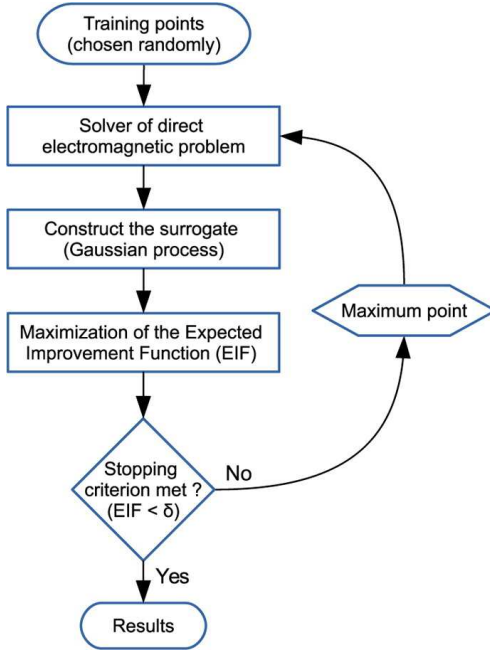 Training points
(chosen randomly)
Solver of direct
electromagnetic problem
Construct the surrogate
(Gaussian process)
Maximum point
Maximization of the Expected
Improvement Function (EIF)
Stopping
criterion met ?
(EIF < δ)
No
Yes
Results